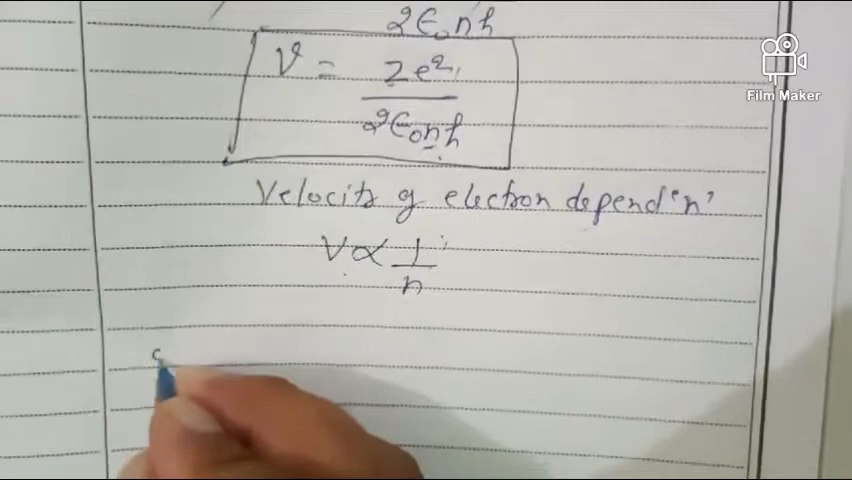 2ϵ₀nh
V = Ze² / 2ϵ₀nh
Film Maker
Velocity of electron depend 'n'
V ∝ 1/n